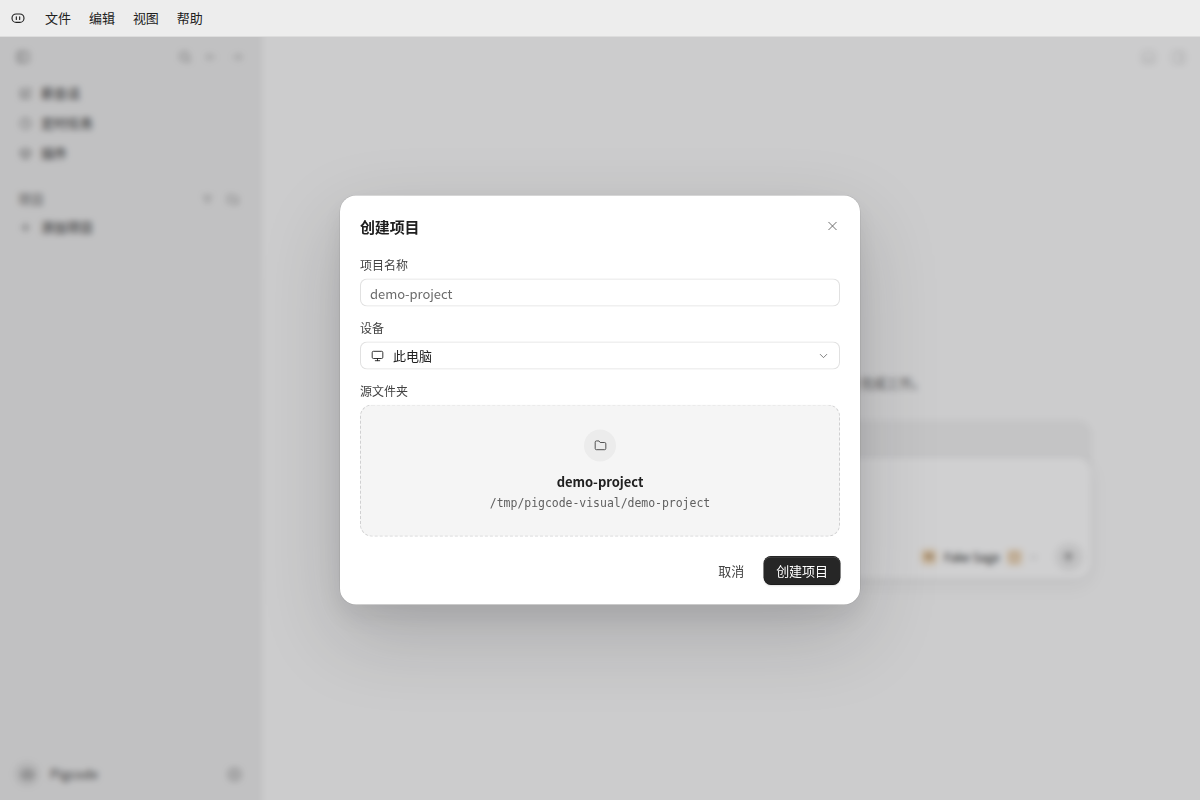 文件 编辑 视图 帮助
创建项目
项目名称
demo-project
设备
此电脑
源文件夹
demo-project
/tmp/pigcode-visual/demo-project
取消 创建项目
Pigcode